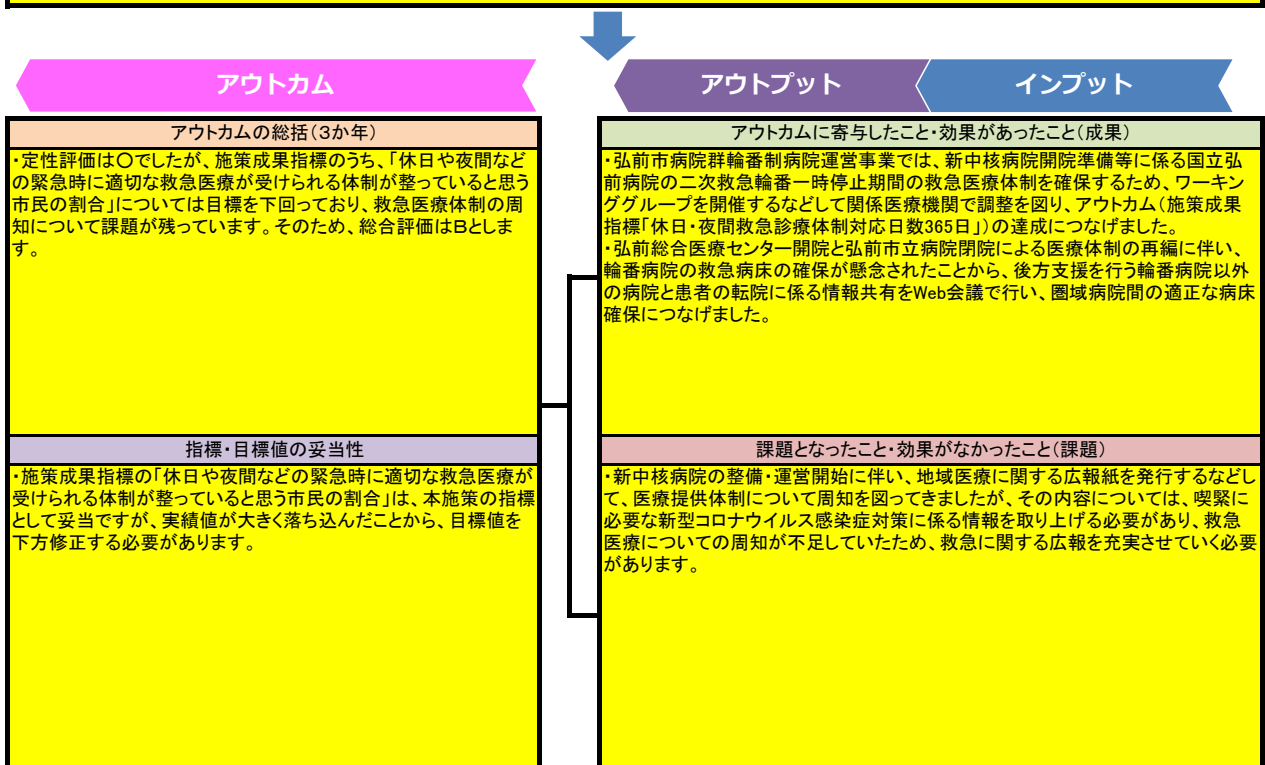 アウトカム
アウトプット
インプット
アウトカムの総括(3か年)
・定性評価は〇でしたが、施策成果指標のうち、「休日や夜間など
の緊急時に適切な救急医療が受けられる体制が整っていると思う
市民の割合」については目標を下回っており、救急医療体制の周
知について課題が残っています。そのため、総合評価はBとしま
す。
指標・目標値の妥当性
・施策成果指標の「休日や夜間などの緊急時に適切な救急医療が
受けられる体制が整っていると思う市民の割合」は、本施策の指標
として妥当ですが、実績値が大きく落ち込んだことから、目標値を
下方修正する必要があります。
アウトカムに寄与したこと・効果があったこと(成果)
・弘前市病院群輪番制病院運営事業では、新中核病院開院準備等に係る国立弘
前病院の二次救急輪番一時停止期間の救急医療体制を確保するため、ワーキン
ググループを開催するなどして関係医療機関で調整を図り、アウトカム(施策成果
指標「休日・夜間救急診療体制対応日数365日」)の達成につなげました。
・弘前総合医療センター開院と弘前市立病院閉院による医療体制の再編に伴い、
輪番病院の救急病床の確保が懸念されたことから、後方支援を行う輪番病院以外
の病院と患者の転院に係る情報共有をWeb会議で行い、圏域病院間の適正な病床
確保につなげました。
課題となったこと・効果がなかったこと(課題)
・新中核病院の整備・運営開始に伴い、地域医療に関する広報紙を発行するなどし
て、医療提供体制について周知を図ってきましたが、その内容については、喫緊に
必要な新型コロナウイルス感染症対策に係る情報を取り上げる必要があり、救急
医療についての周知が不足していたため、救急に関する広報を充実させていく必要
があります。